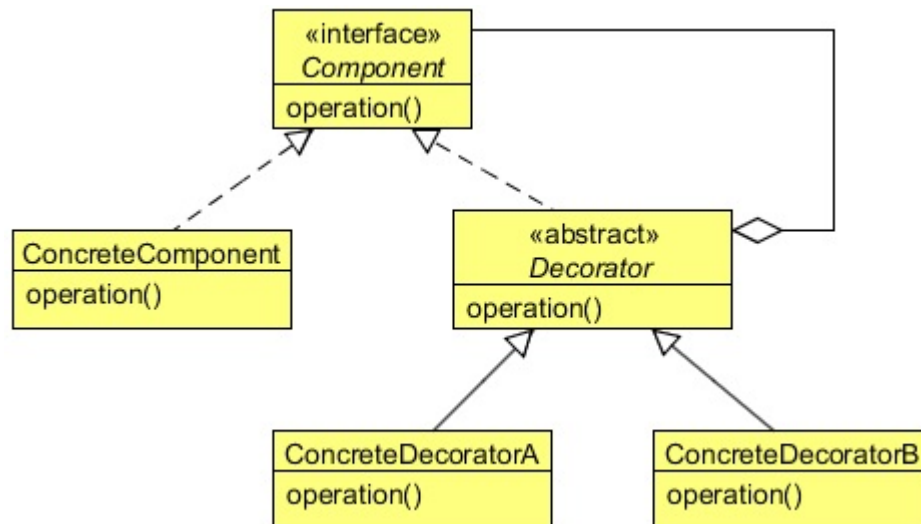 «interface»
Component
operation()
ConcreteComponent
operation()
«abstract»
Decorator
operation()
ConcreteDecoratorA
operation()
ConcreteDecoratorB
operation()